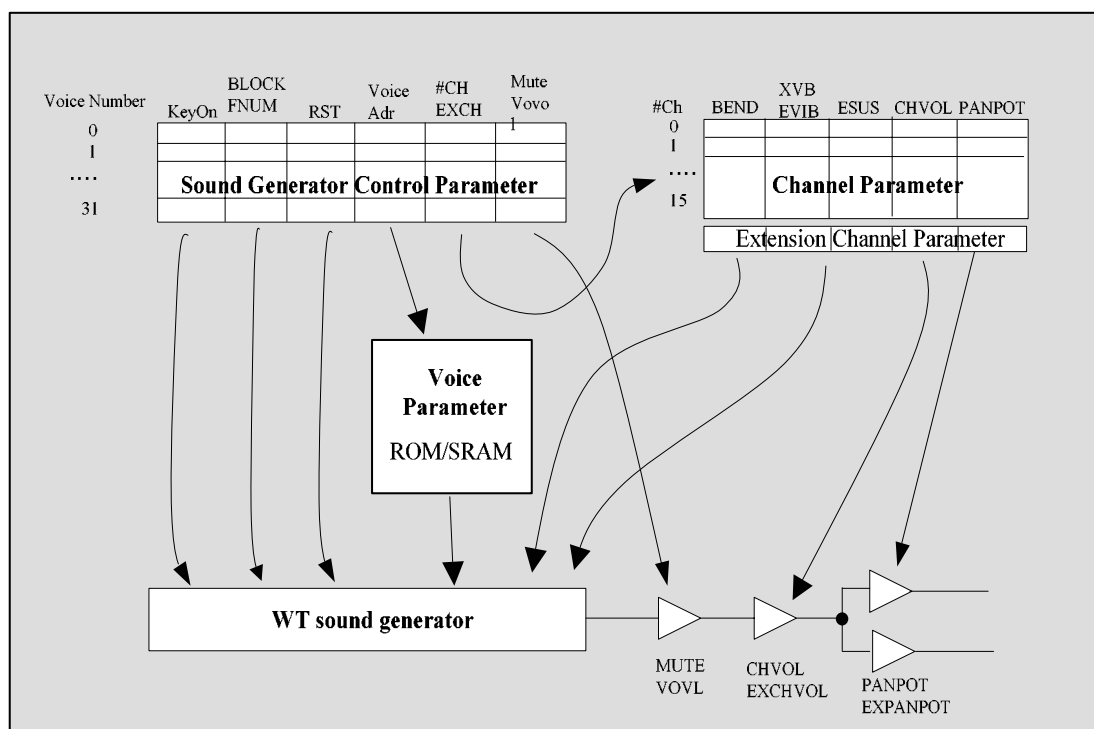 Voice Number
KeyOn
BLOCK
FNUM
RST
Voice
Adr
#CH
EXCH
Mute
Vovo
1
0
1
....
31
Sound Generator Control Parameter
#Ch
BEND
XVB
EVIB
ESUS
CHVOL
PANPOT
0
1
....
15
Channel Parameter
Extension Channel Parameter
Voice
Parameter
ROM/SRAM
WT sound generator
MUTE
VOVL
CHVOL
EXCHVOL
PANPOT
EXPANPOT